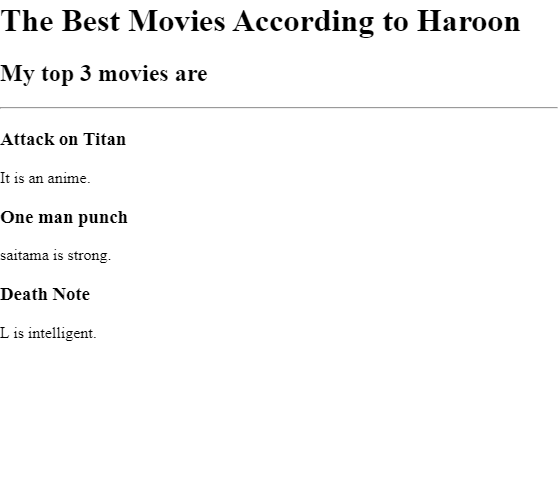 The Best Movies According to Haroon
My top 3 movies are
Attack on Titan
It is an anime.
One man punch
saitama is strong.
Death Note
L is intelligent.